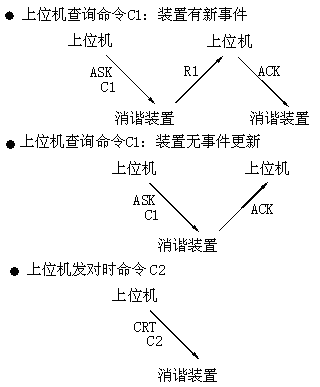 ● 上位机查询命令C1：装置有新事件
上位机 上位机
ASK R1 ACK
C1
消谐装置 消谐装置
● 上位机查询命令C1：装置无事件更新
上位机 上位机
ASK ACK
C1
消谐装置
● 上位机发对时命令C2
上位机
CRT
C2
消谐装置